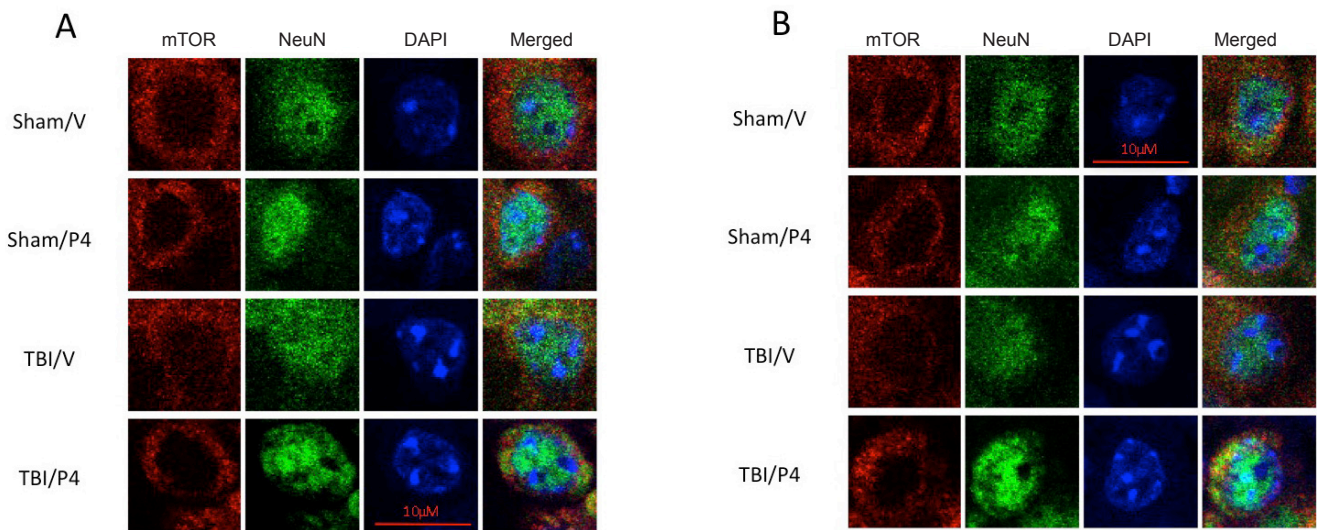 A
mTOR NeuN DAPI Merged
Sham/V
Sham/P4
TBI/V
TBI/P4
10µM
B
mTOR NeuN DAPI Merged
Sham/V
10µM
Sham/P4
TBI/V
TBI/P4